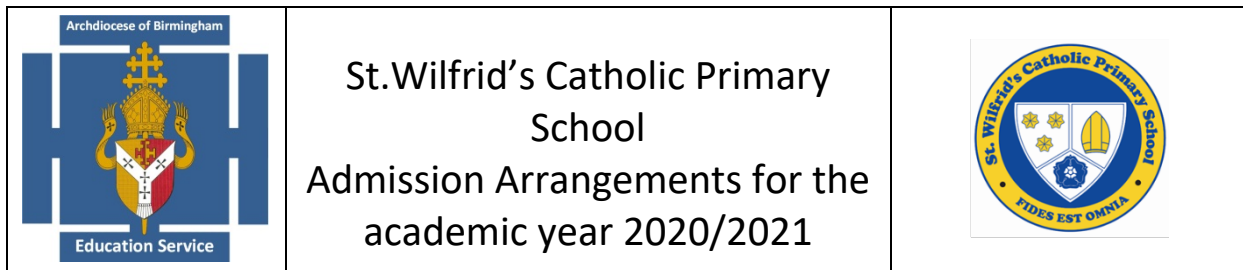 Archdiocese of Birmingham
Education Service
St.Wilfrid’s Catholic Primary
School
Admission Arrangements for the
academic year 2020/2021
St. Wilfrid's Catholic Primary School
FIDES EST OMNIA